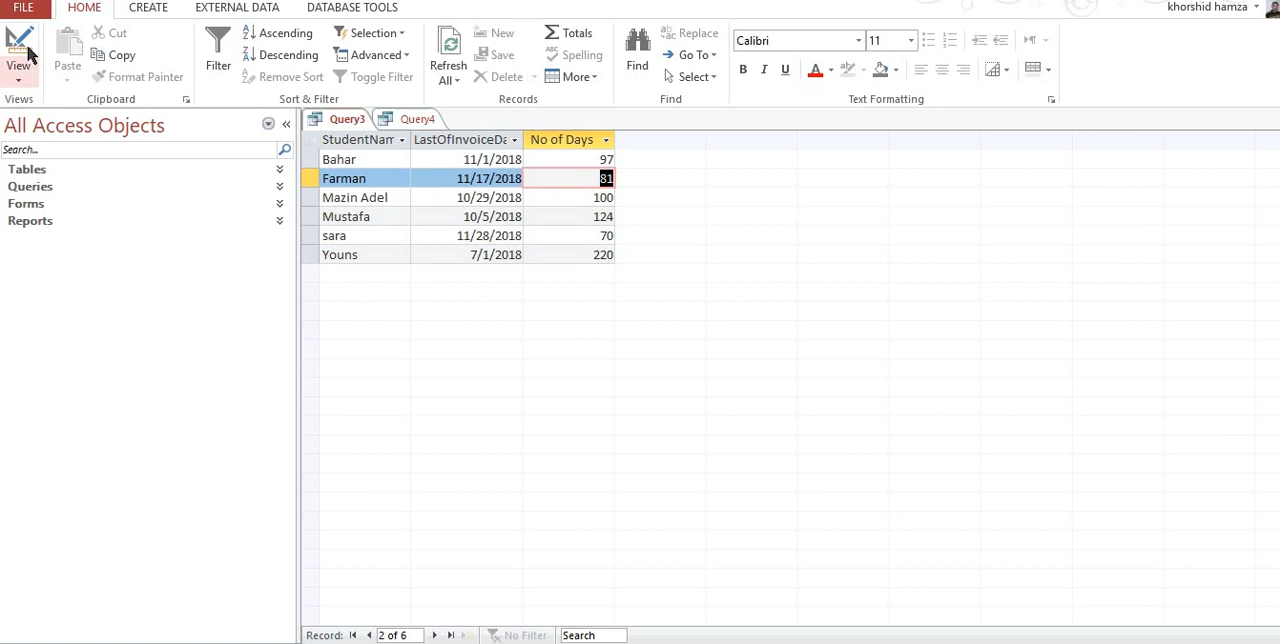 FILE HOME CREATE EXTERNAL DATA DATABASE TOOLS khorshid hamza
View
Paste
Cut
Copy
Format Painter
Filter
Ascending
Descending
Remove Sort
Selection
Advanced
Toggle Filter
Refresh
All
New
Save
Delete
Totals
Spelling
ABC
More
Find
Replace
Go To
Select
Calibri 11
B I U A
Views Clipboard Sort & Filter Records Find Text Formatting
All Access Objects
Search...
Tables
Queries
Forms
Reports
Query3 Query4
StudentNam LastOfInvoiceDa No of Days
Bahar 11/1/2018 97
Farman 11/17/2018 81
Mazin Adel 10/29/2018 100
Mustafa 10/5/2018 124
sara 11/28/2018 70
Youns 7/1/2018 220
Record: 2 of 6 No Filter Search